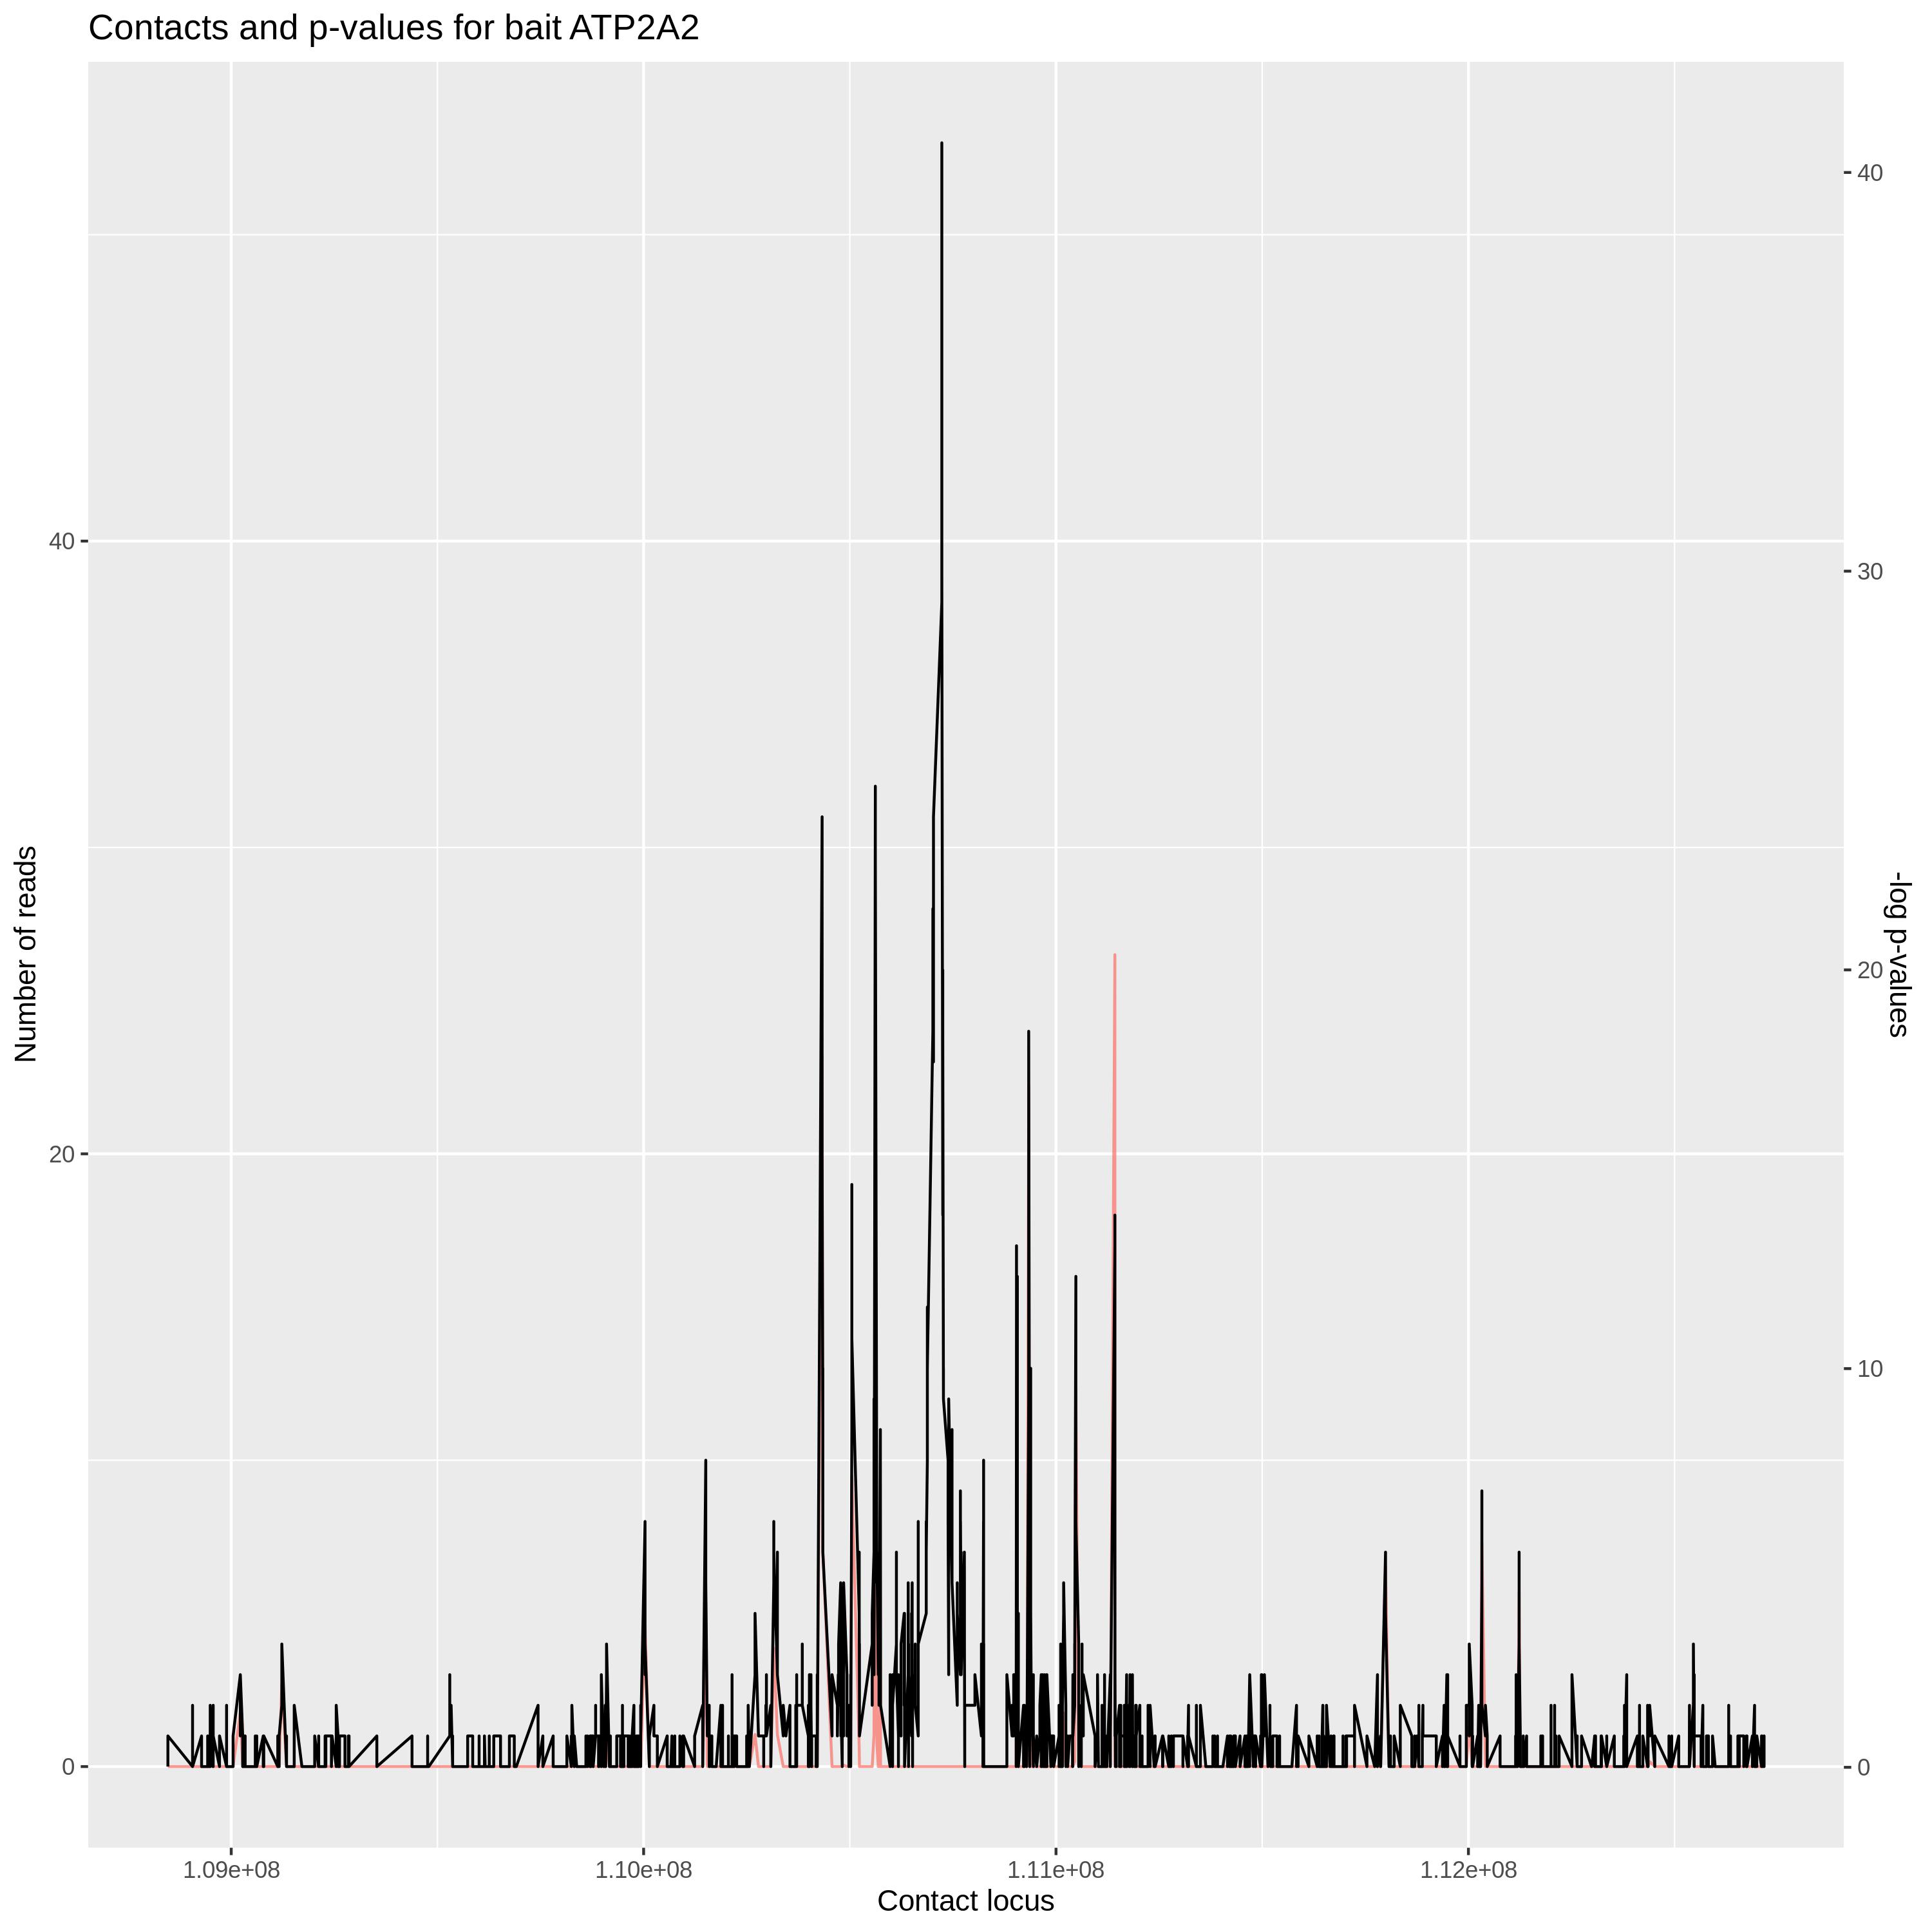 Contacts and p-values for bait ATP2A2
40
20
0
Number of reads
40
30
20
10
0
-log p-values
1.09e+08
1.10e+08
1.11e+08
1.12e+08
Contact locus